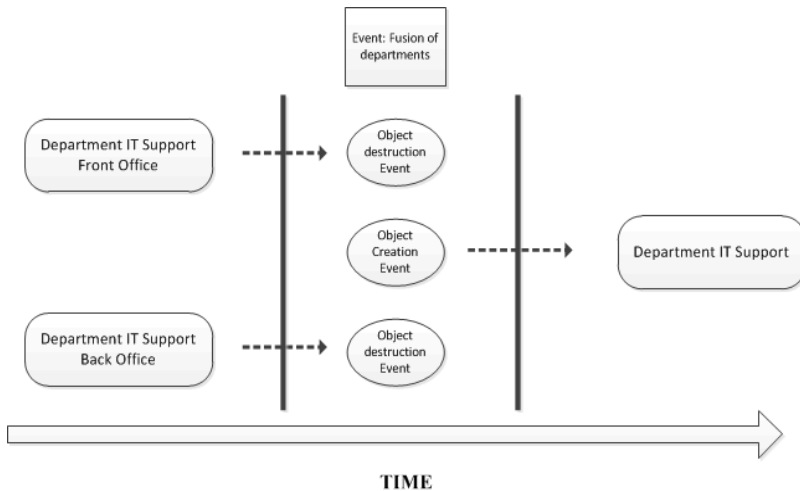 Event: Fusion of
departments
Department IT Support
Front Office
Object
destruction
Event
Object
Creation
Event
Department IT Support
Department IT Support
Back Office
Object
destruction
Event
TIME